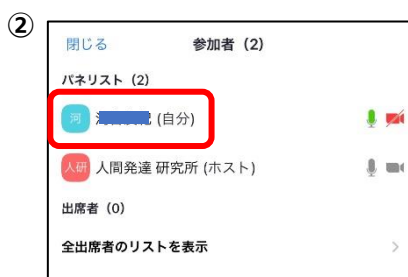 ②
閉じる 参加者（2）
パネリスト（2）
河 (自分)
人研 人間発達 研究所 (ホスト)
出席者（0）
全出席者のリストを表示